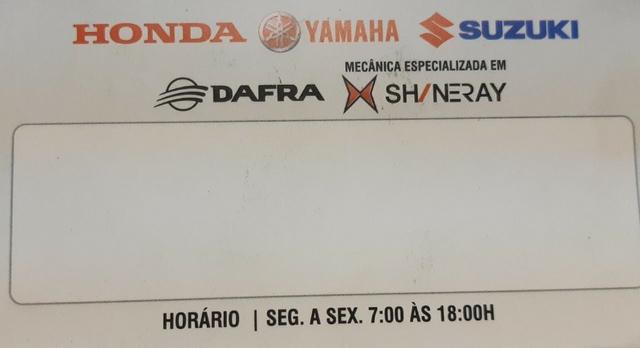 HONDA YAMAHA SUZUKI
MECÂNICA ESPECIALIZADA EM
DAFRA SHINERAY
HORÁRIO | SEG. A SEX. 7:00 ÀS 18:00H